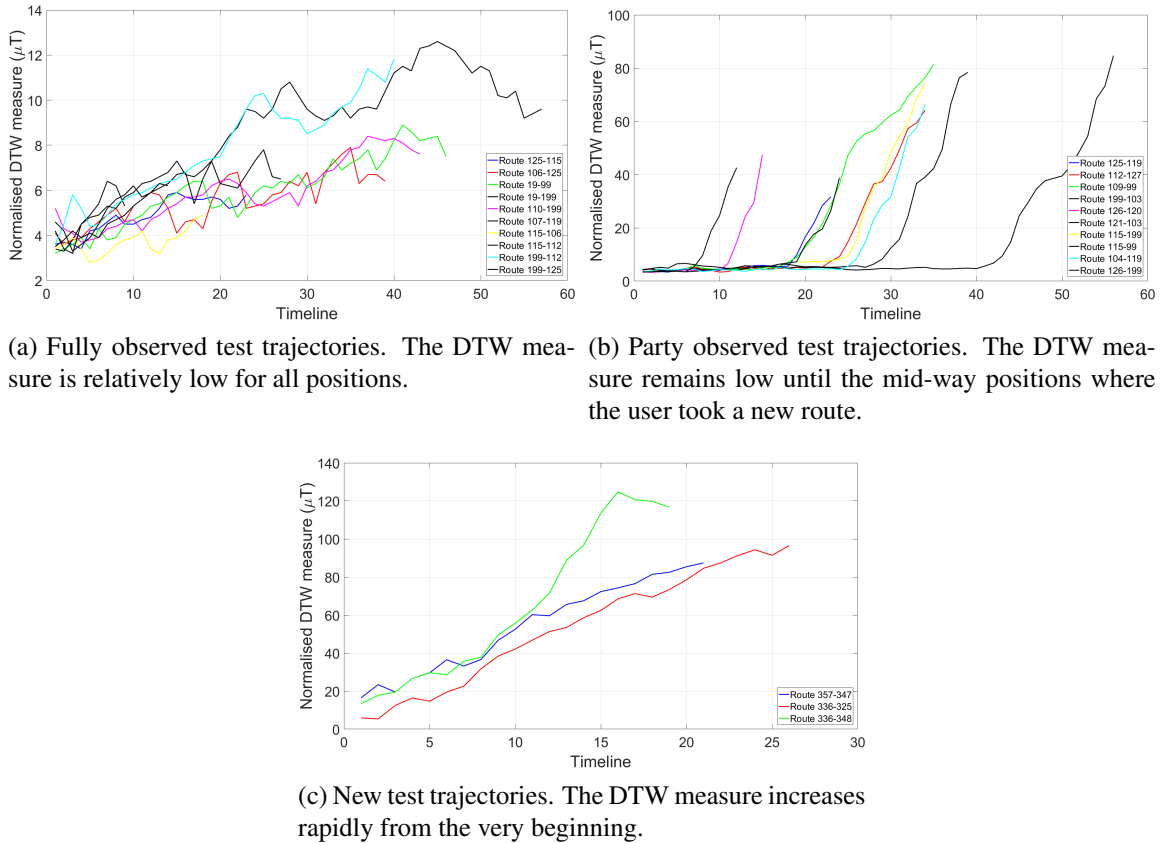 Normalised DTW measure (μT)
14
12
10
8
6
4
2
0
10
20
30
40
50
60
Timeline
Route 125-115
Route 106-125
Route 19-99
Route 19-199
Route 110-199
Route 107-119
Route 115-106
Route 115-112
Route 199-112
Route 199-125
(a) Fully observed test trajectories. The DTW mea-
sure is relatively low for all positions.
Normalised DTW measure (μT)
100
80
60
40
20
0
0
10
20
30
40
50
60
Timeline
Route 125-119
Route 112-127
Route 109-99
Route 199-103
Route 126-120
Route 121-103
Route 115-199
Route 115-99
Route 104-119
Route 126-199
(b) Party observed test trajectories. The DTW mea-
sure remains low until the mid-way positions where
the user took a new route.
Normalised DTW measure (μT)
140
120
100
80
60
40
20
0
0
5
10
15
20
25
30
Timeline
Route 357-347
Route 336-325
Route 336-348
(c) New test trajectories. The DTW measure increases
rapidly from the very beginning.